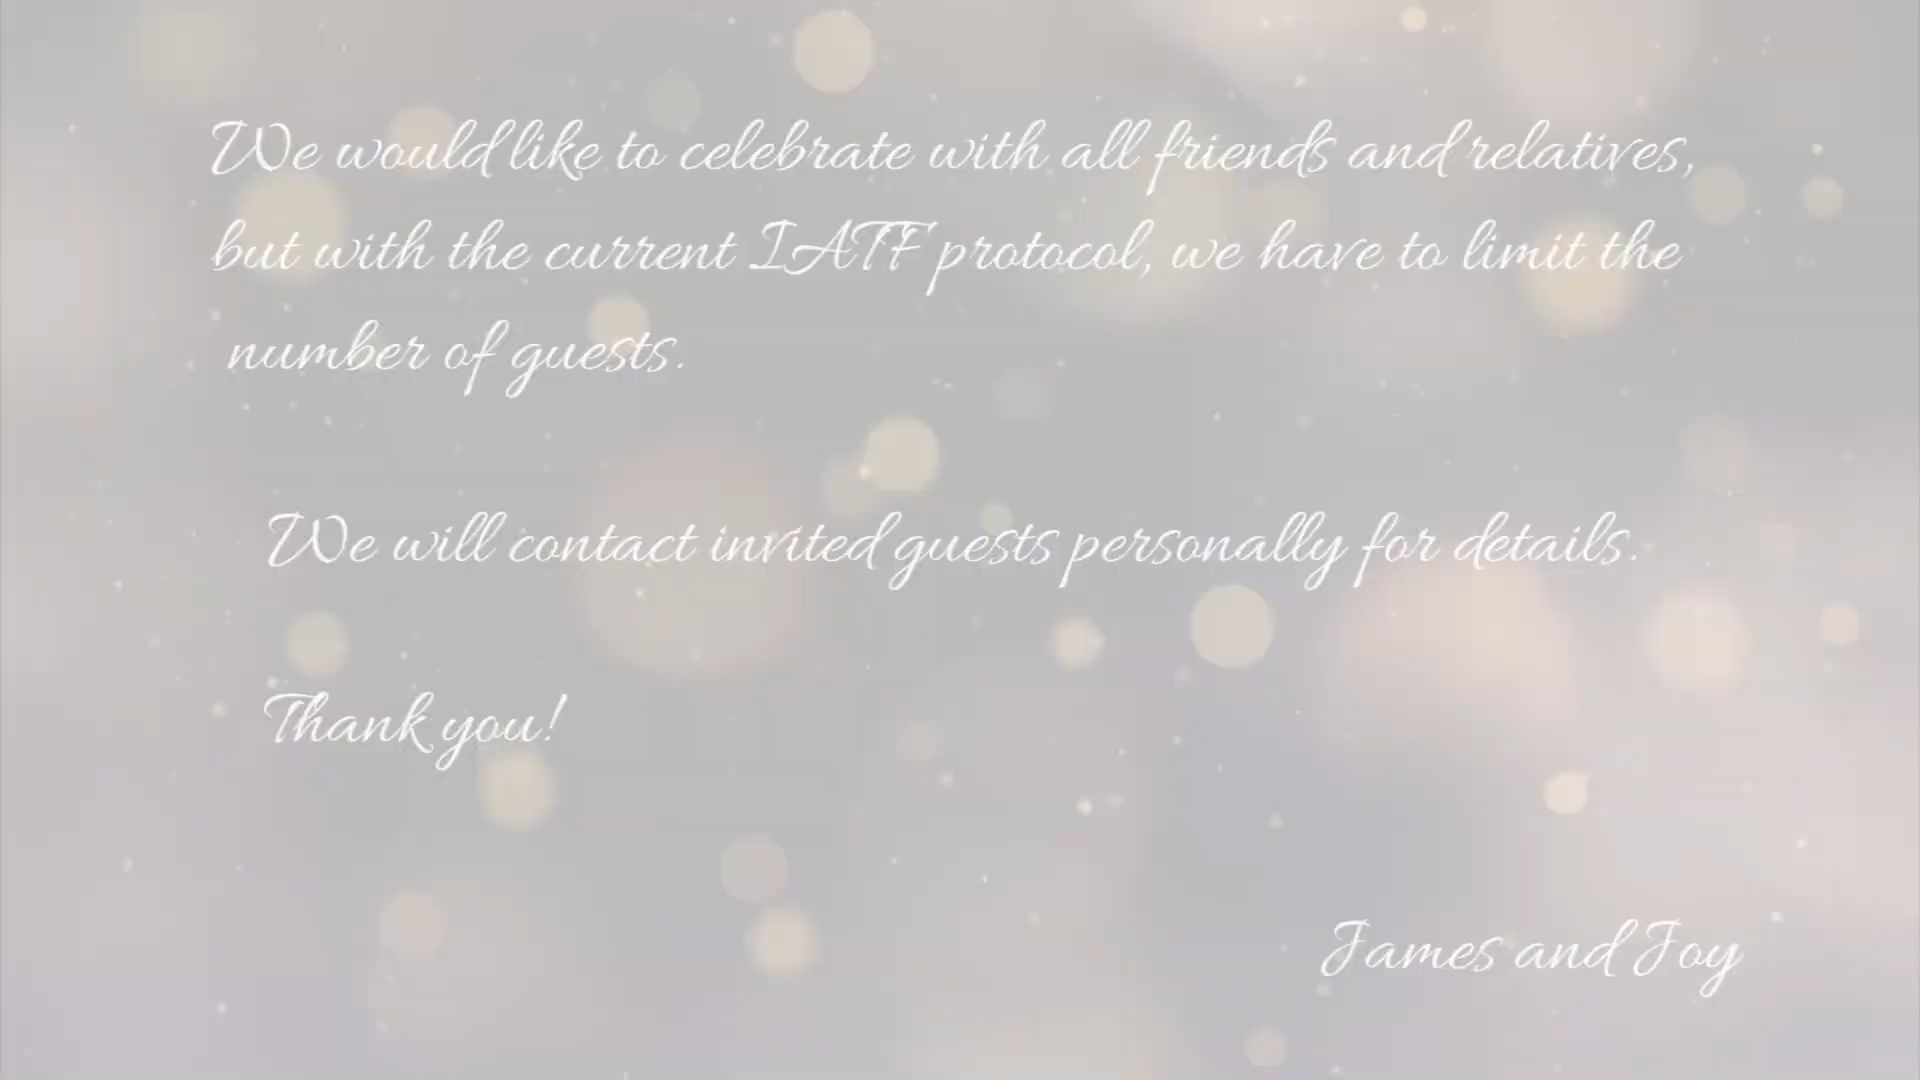 We would like to celebrate with all friends and relatives,
but with the current IATF protocol, we have to limit the
number of guests.
We will contact invited guests personally for details.
Thank you!
James and Joy